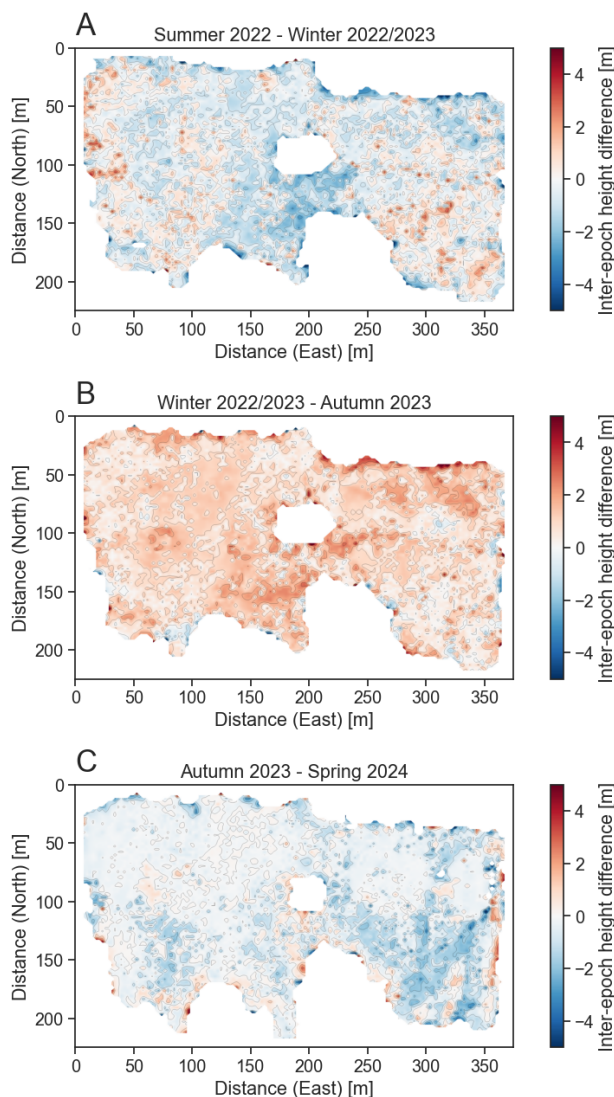 A
Summer 2022 - Winter 2022/2023
0
50
100
150
200
Distance (North) [m]
0 50 100 150 200 250 300 350
Distance (East) [m]
4
2
0
−2
−4
Inter-epoch height difference [m]
B
Winter 2022/2023 - Autumn 2023
0
50
100
150
200
Distance (North) [m]
0 50 100 150 200 250 300 350
Distance (East) [m]
4
2
0
−2
−4
Inter-epoch height difference [m]
C
Autumn 2023 - Spring 2024
0
50
100
150
200
Distance (North) [m]
0 50 100 150 200 250 300 350
Distance (East) [m]
4
2
0
−2
−4
Inter-epoch height difference [m]